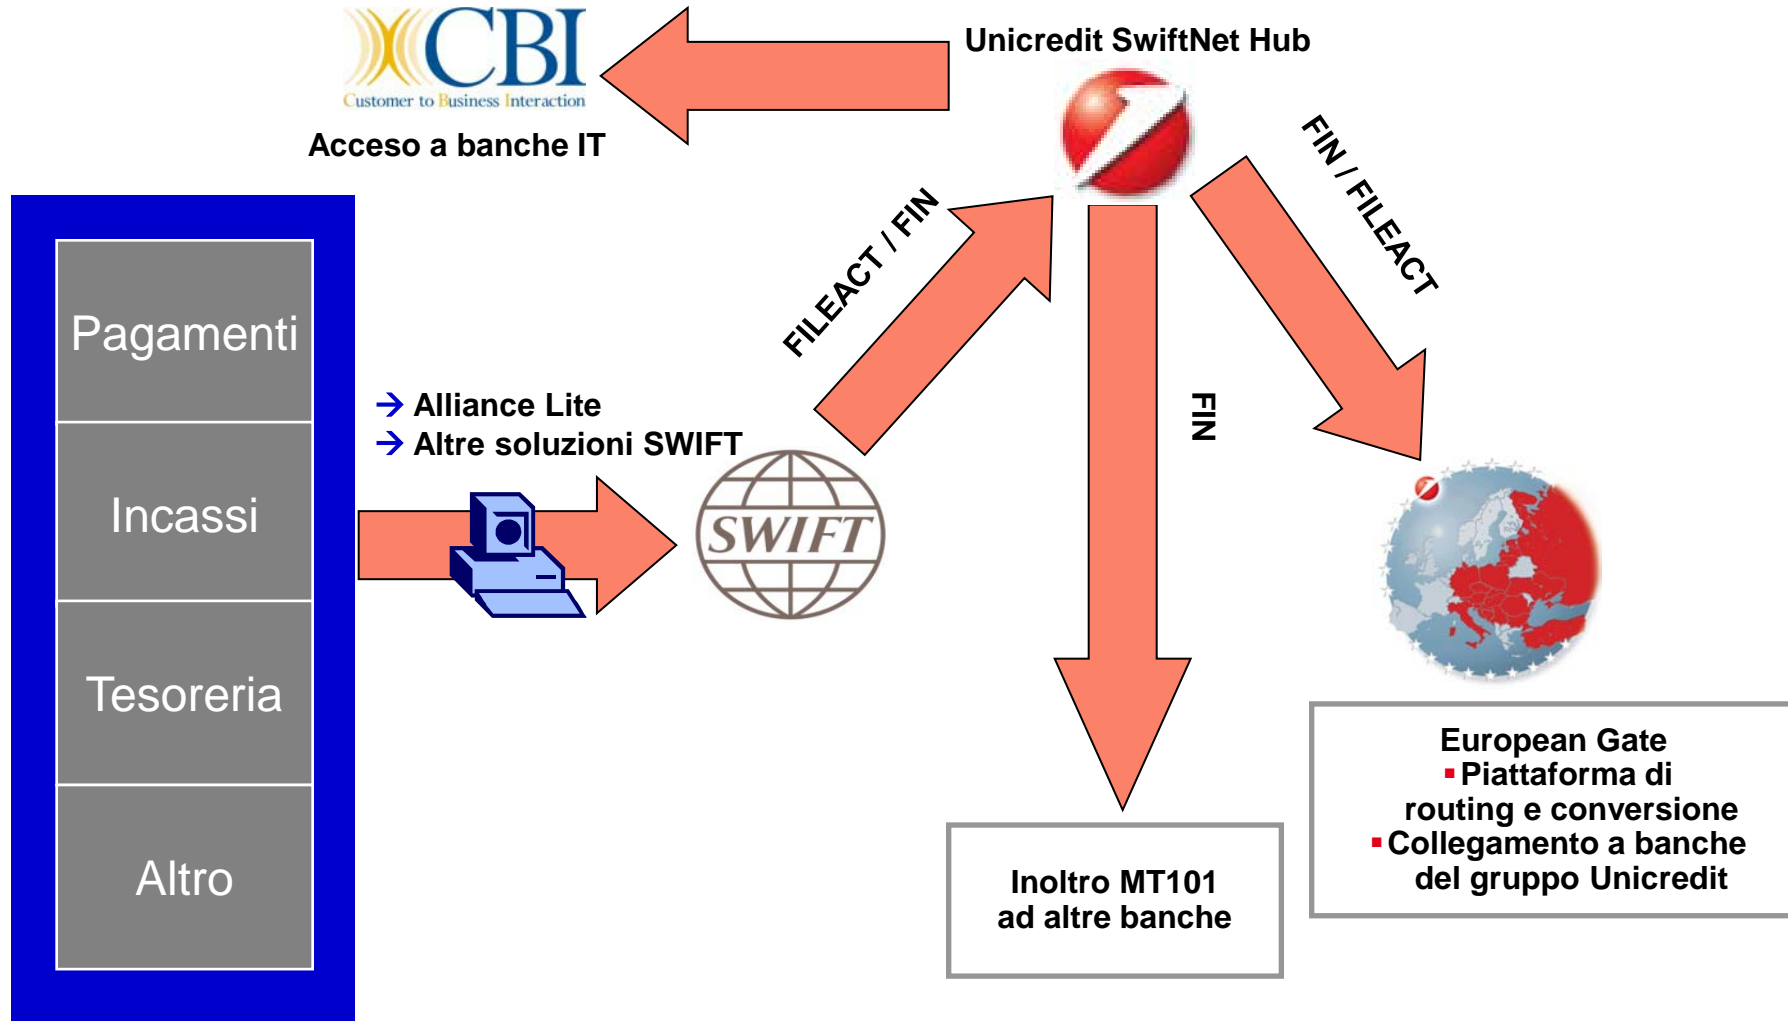 CBI
Customer to Business Interaction
Acceso a banche IT
Unicredit SwiftNet Hub
FIN / FILEACT
FILEACT / FIN
Pagamenti
Incassi
Tesoreria
Altro
→ Alliance Lite
→ Altre soluzioni SWIFT
SWIFT
FIN
Inoltro MT101
ad altre banche
European Gate
▪ Piattaforma di
routing e conversione
▪ Collegamento a banche
del gruppo Unicredit